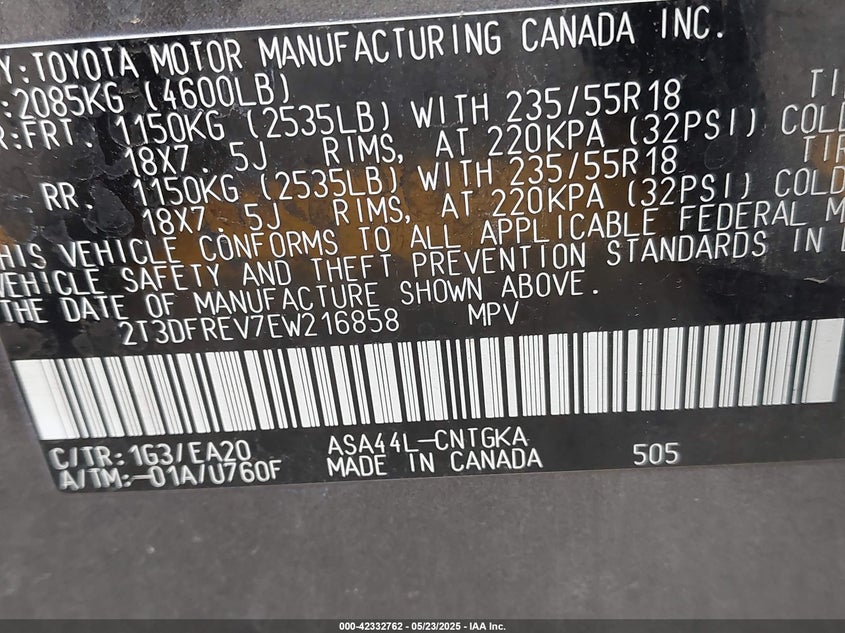 Y:TOYOTA MOTOR MANUFACTURING CANADA INC.
:2085KG (4600LB)
R:FRT. 1150KG (2535LB) WITH 235/55R18 TI
18X7. 5J RIMS, AT 220KPA (32PSI) COLD
RR. 1150KG (2535LB) WITH 235/55R18 TIR
18X7. 5J RIMS, AT 220KPA (32PSI) COLD
HIS VEHICLE CONFORMS TO ALL APPLICABLE FEDERAL M
VEHICLE SAFETY AND THEFT PREVENTION STANDARDS IN E
THE DATE OF MANUFACTURE SHOWN ABOVE.
2T3DFREV7EW216858 MPV
C/TR:1G3/EA20 ASA44L-CNTGKA
A/TM:-01A/U760F MADE IN CANADA 505
000-42332762 - 05/23/2025 - IAA Inc.